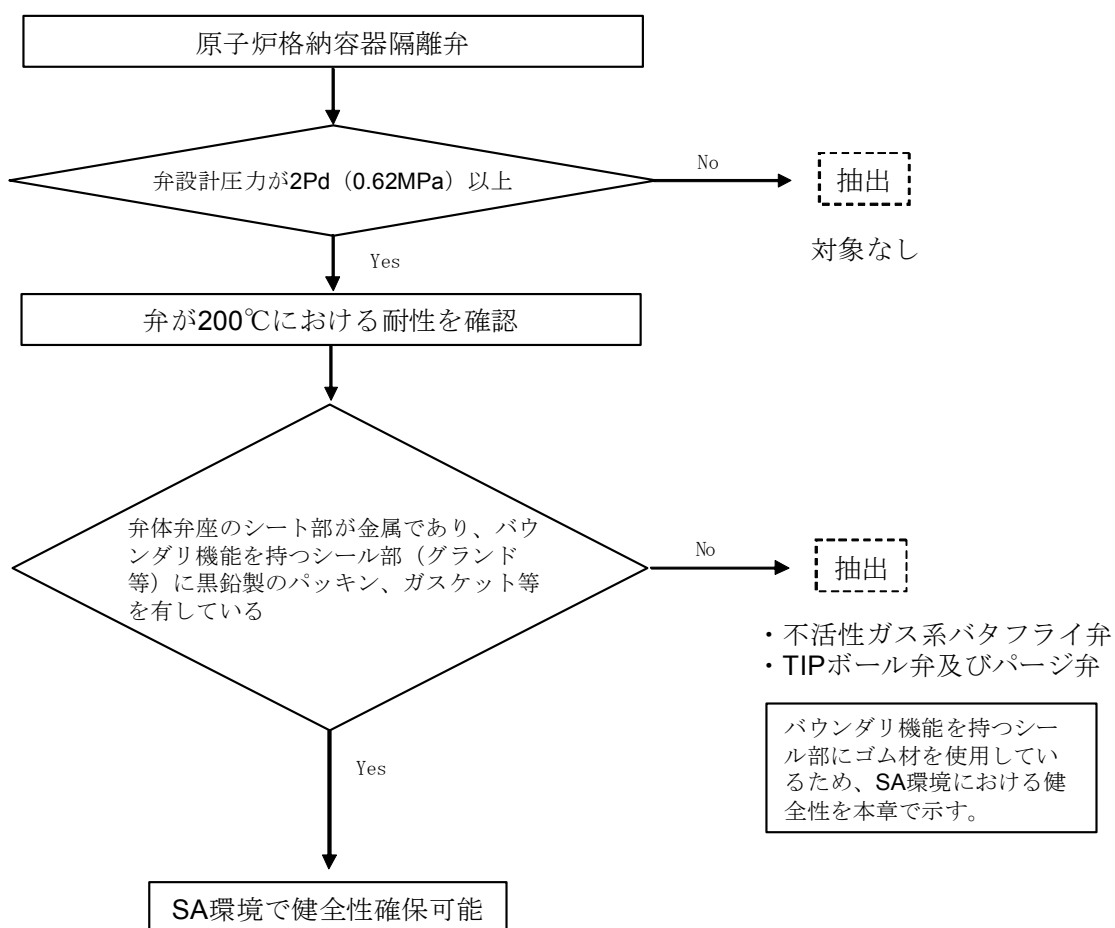 原子炉格納容器隔離弁
弁設計圧力が2Pd（0.62MPa）以上
No
抽出
対象なし
Yes
弁が200℃における耐性を確認
弁体弁座のシート部が金属であり、バウ
ンダリ機能を持つシール部（グランド
等）に黒鉛製のパッキン、ガスケット等
を有している
No
抽出
・不活性ガス系バタフライ弁
・TIPボール弁及びパージ弁
バウンダリ機能を持つシー
ル部にゴム材を使用してい
るため、SA環境における健
全性を本章で示す。
Yes
SA環境で健全性確保可能